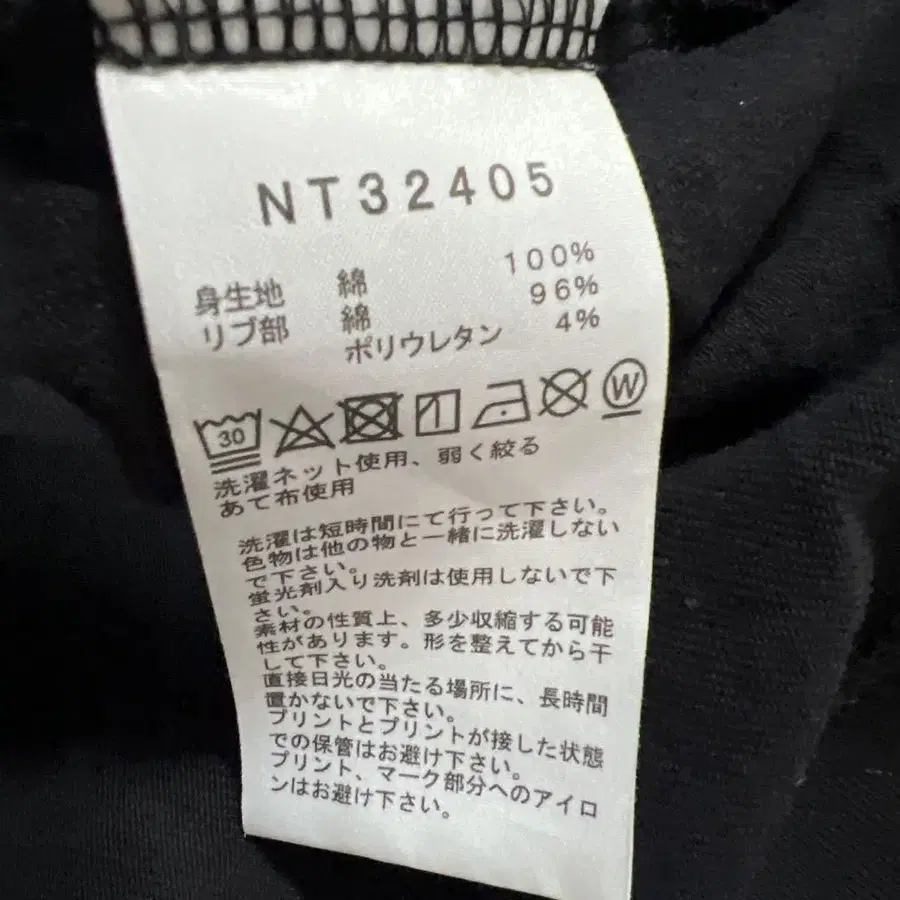 NT32405
身生地 綿 100%
リブ部 綿 96%
ポリウレタン 4%
30 W
洗濯ネット使用、弱く絞る
あて布使用
洗濯は短時間にて行って下さい。
色物は他の物と一緒に洗濯しない
で下さい。
蛍光剤入り洗剤は使用しないで下
さい。
素材の性質上、多少収縮する可能
性があります。形を整えてから干
して下さい。
直接日光の当たる場所に、長時間
置かないで下さい。
プリントとプリントが接した状態
での保管はお避け下さい。
プリント、マーク部分へのアイロ
ンはお避け下さい。